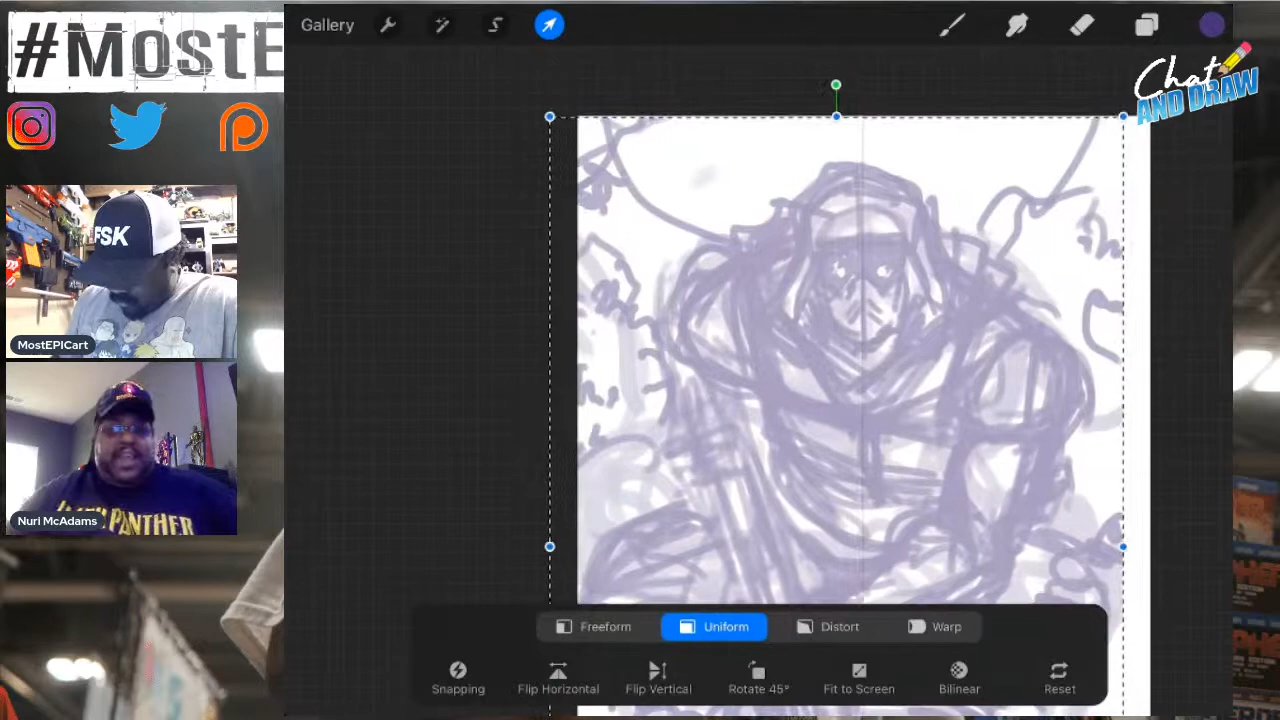 #MostE
Gallery
Chat
AND DRAW
FSK
MostEPICart
PANTHER
Nuri McAdams
Freeform
Uniform
Distort
Warp
Snapping
Flip Horizontal
Flip Vertical
Rotate 45°
Fit to Screen
Bilinear
Reset